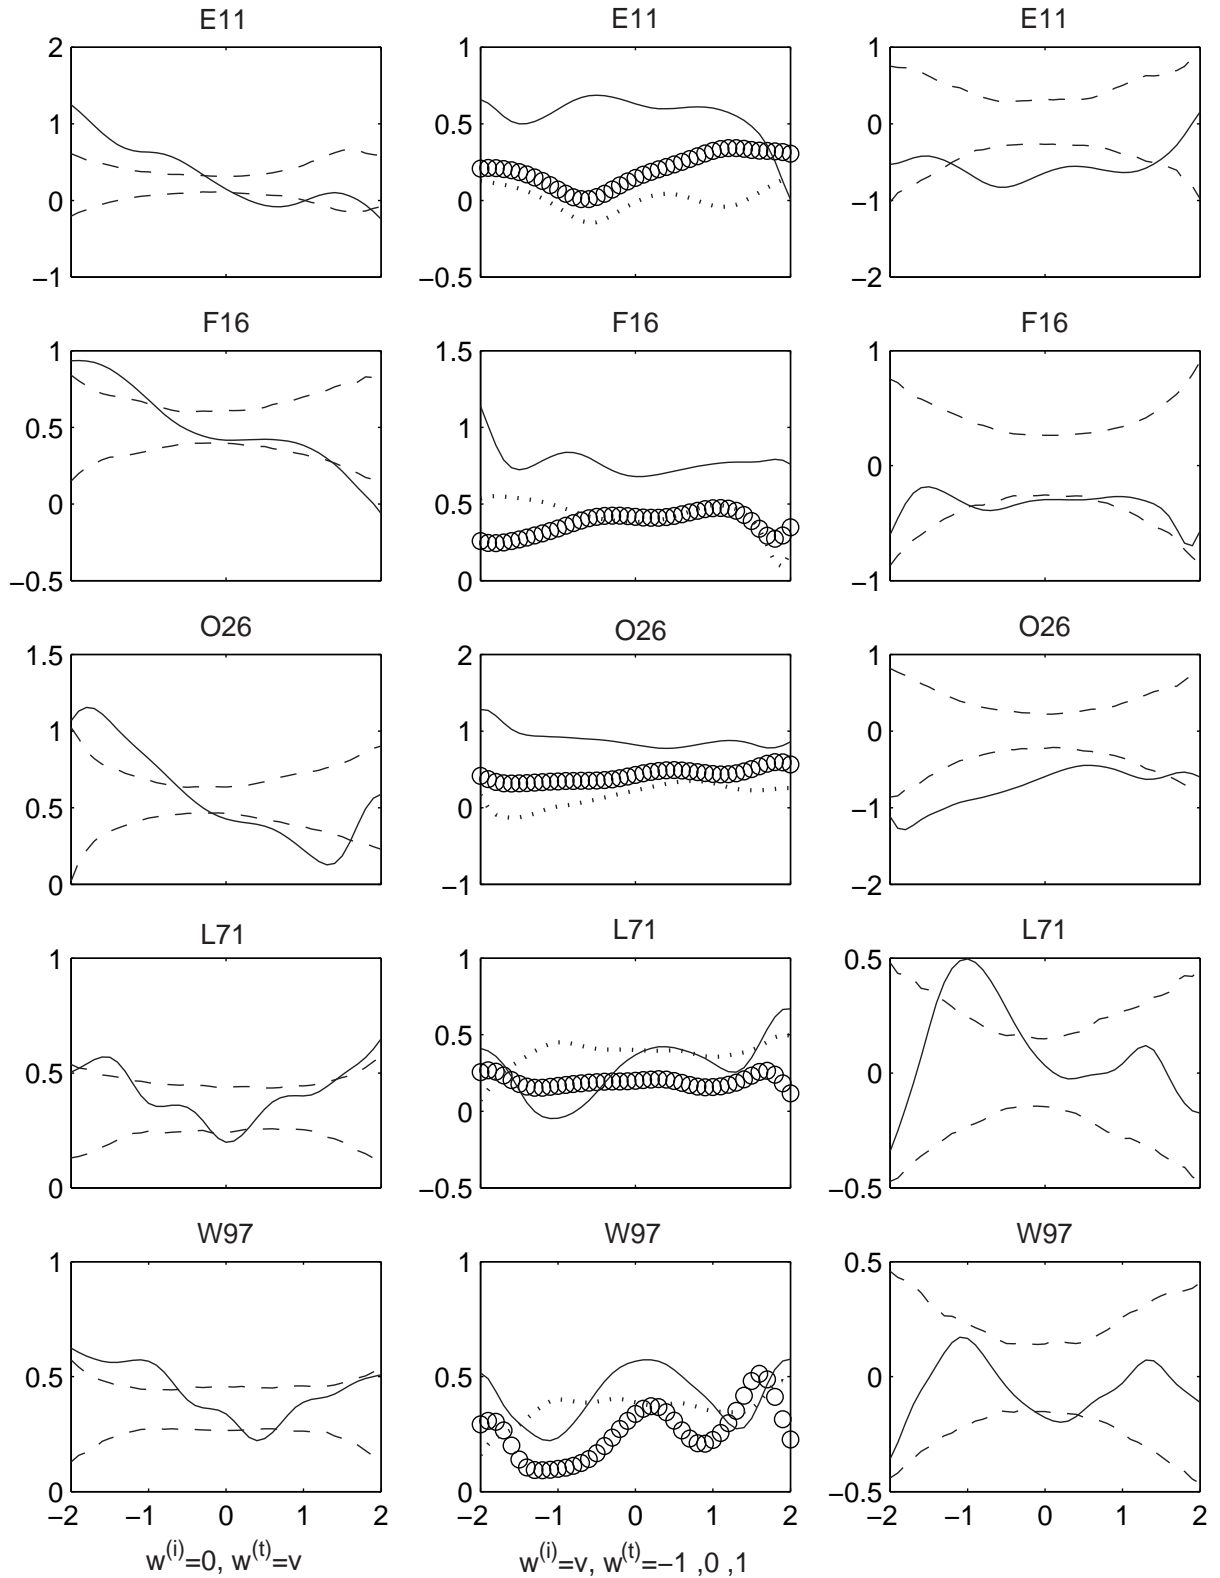 E11 E11 E11
2 1 1
1 0.5 0
0 0 −1
−1 −0.5 −2
F16 F16 F16
1 1.5 1
0.5 1 0
0 0.5
−0.5 0 −1
O26 O26 O26
1.5 2 1
1 1 0
0.5 0 −1
0 −1 −2
L71 L71 L71
1 1 0.5
0.5 0.5 0
0
0 −0.5 −0.5
W97 W97 W97
1 1 0.5
0.5 0.5 0
0 0 −0.5
−2 −1 0 1 2 −2 −1 0 1 2 −2 −1 0 1 2
w(i)=0, w(t)=v w(i)=v, w(t)=−1 ,0 ,1